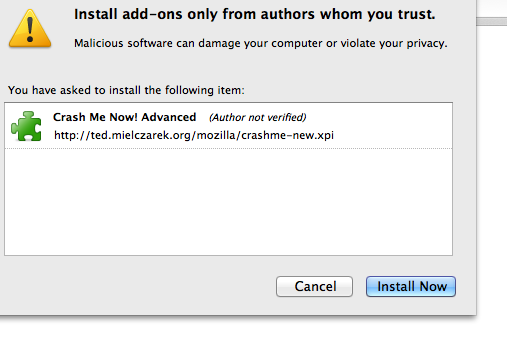 Install add-ons only from authors whom you trust.
Malicious software can damage your computer or violate your privacy.
You have asked to install the following item:
Crash Me Now! Advanced (Author not verified)
http://ted.mielczarek.org/mozilla/crashme-new.xpi
Cancel Install Now